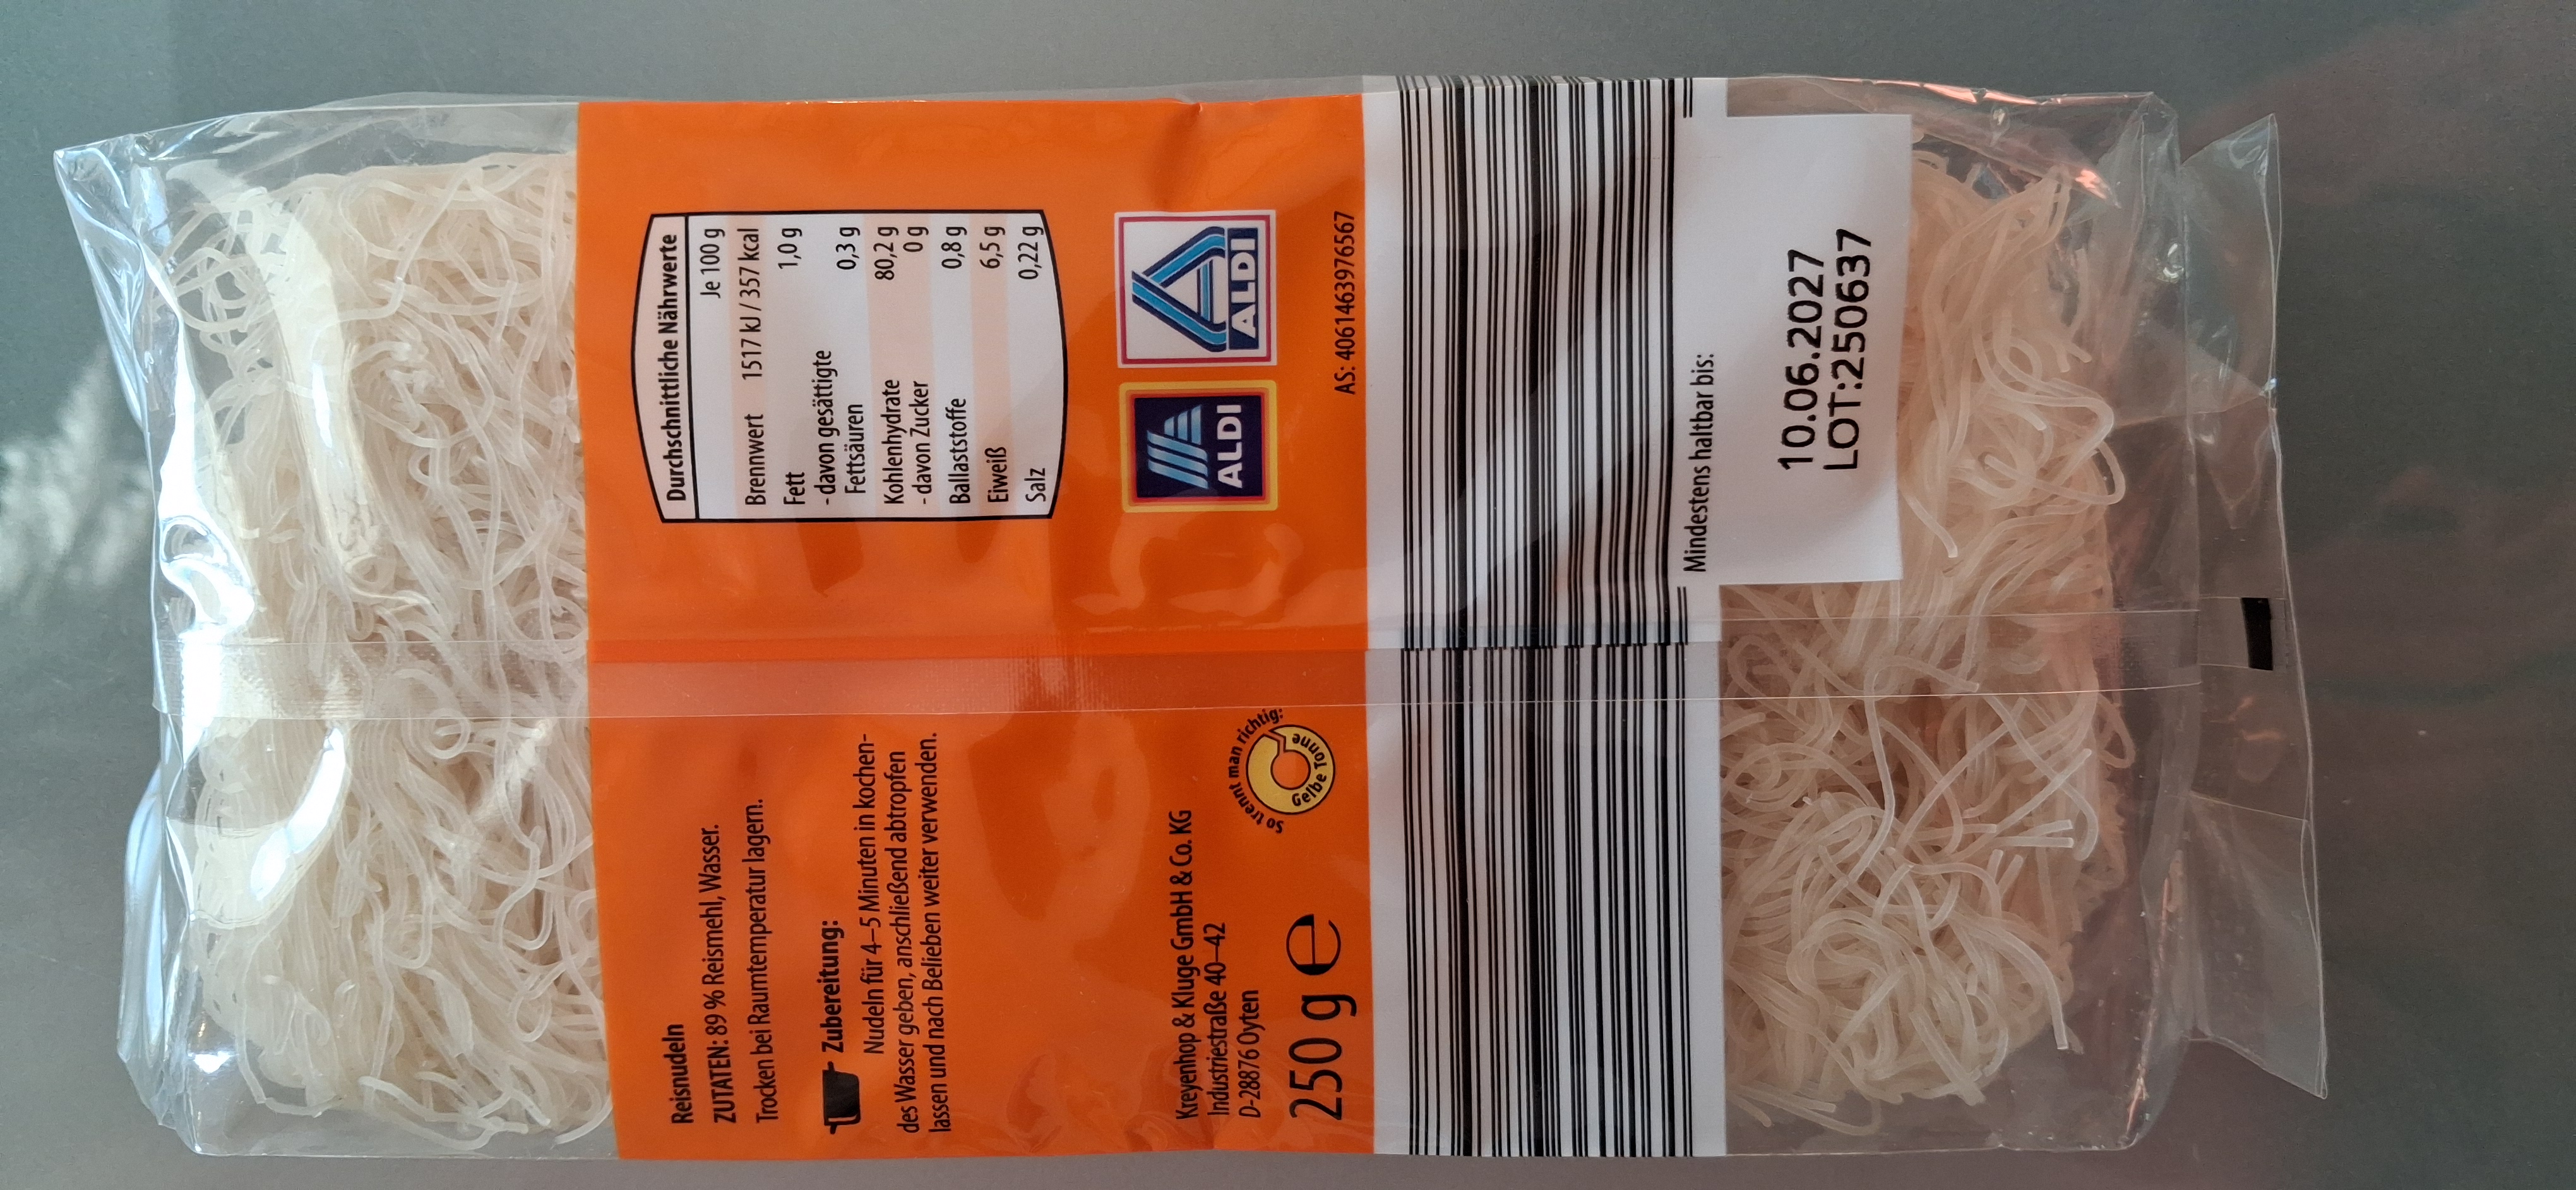 Reisnudeln
ZUTATEN: 89 % Reismehl, Wasser.
Trocken bei Raumtemperatur lagern.
Zubereitung:
Nudeln für 4–5 Minuten in kochen-
des Wasser geben, anschließend abtropfen
lassen und nach Belieben weiter verwenden.
Kreyenhop & Kluge GmbH & Co. KG
Industriestraße 40–42
D-28876 Oyten
250 g e
So trennt man richtig:
Gelbe Tonne
Durchschnittliche Nährwerte
Je 100 g
Brennwert 1517 kJ / 357 kcal
Fett 1,0 g
- davon gesättigte
Fettsäuren 0,3 g
Kohlenhydrate 80,2 g
- davon Zucker 0 g
Ballaststoffe 0,8 g
Eiweiß 6,5 g
Salz 0,22 g
ALDI
ALDI
AS: 4061463976567
Mindestens haltbar bis:
10.06.2027
LOT:250637